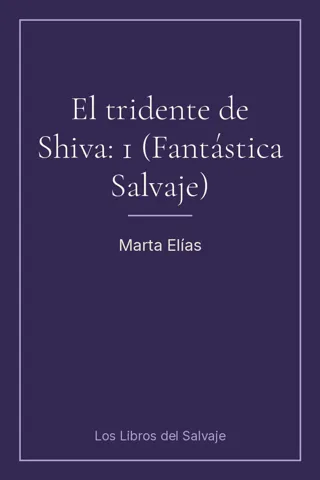 El tridente de
Shiva: 1 (Fantástica
Salvaje)
Marta Elías
Los Libros del Salvaje